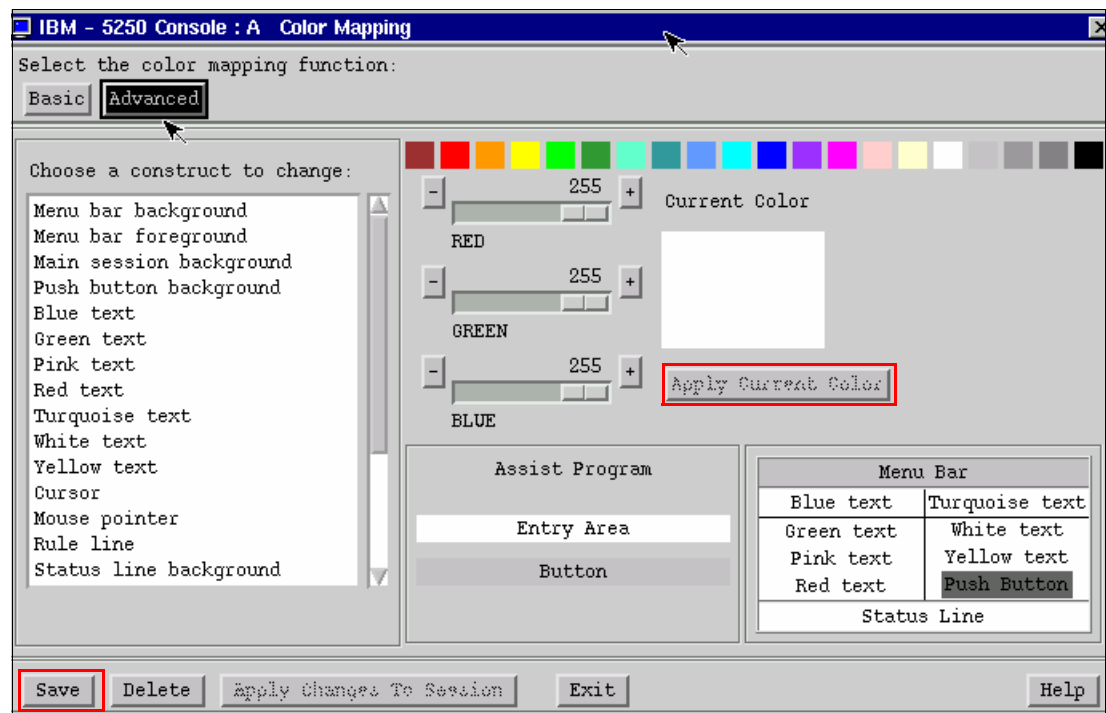 IBM - 5250 Console : A   Color Mapping
Select the color mapping function:
Basic Advanced
Choose a construct to change:
Menu bar background
Menu bar foreground
Main session background
Push button background
Blue text
Green text
Pink text
Red text
Turquoise text
White text
Yellow text
Cursor
Mouse pointer
Rule line
Status line background
- 255 +
RED
- 255 +
GREEN
- 255 +
BLUE
Current Color
Apply Current Color
Assist Program
Entry Area
Button
Menu Bar
Blue text Turquoise text
Green text White text
Pink text Yellow text
Red text Push Button
Status Line
Save Delete Apply Changes To Session Exit Help